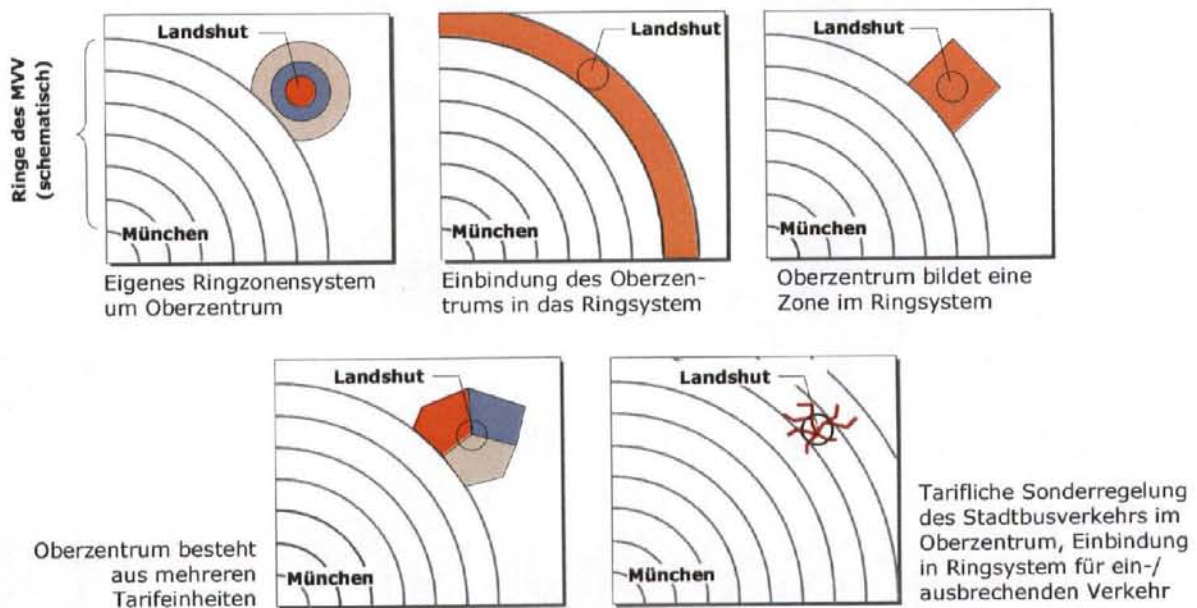 Ringe des MVV
(schematisch)
Landshut
München
Eigenes Ringzonensystem
um Oberzentrum
Landshut
München
Einbindung des Oberzen-
trums in das Ringsystem
Landshut
München
Oberzentrum bildet eine
Zone im Ringsystem
Landshut
München
Oberzentrum besteht
aus mehreren
Tarifeinheiten
Landshut
München
Tarifliche Sonderregelung
des Stadtbusverkehrs im
Oberzentrum, Einbindung
in Ringsystem für ein-/
ausbrechenden Verkehr